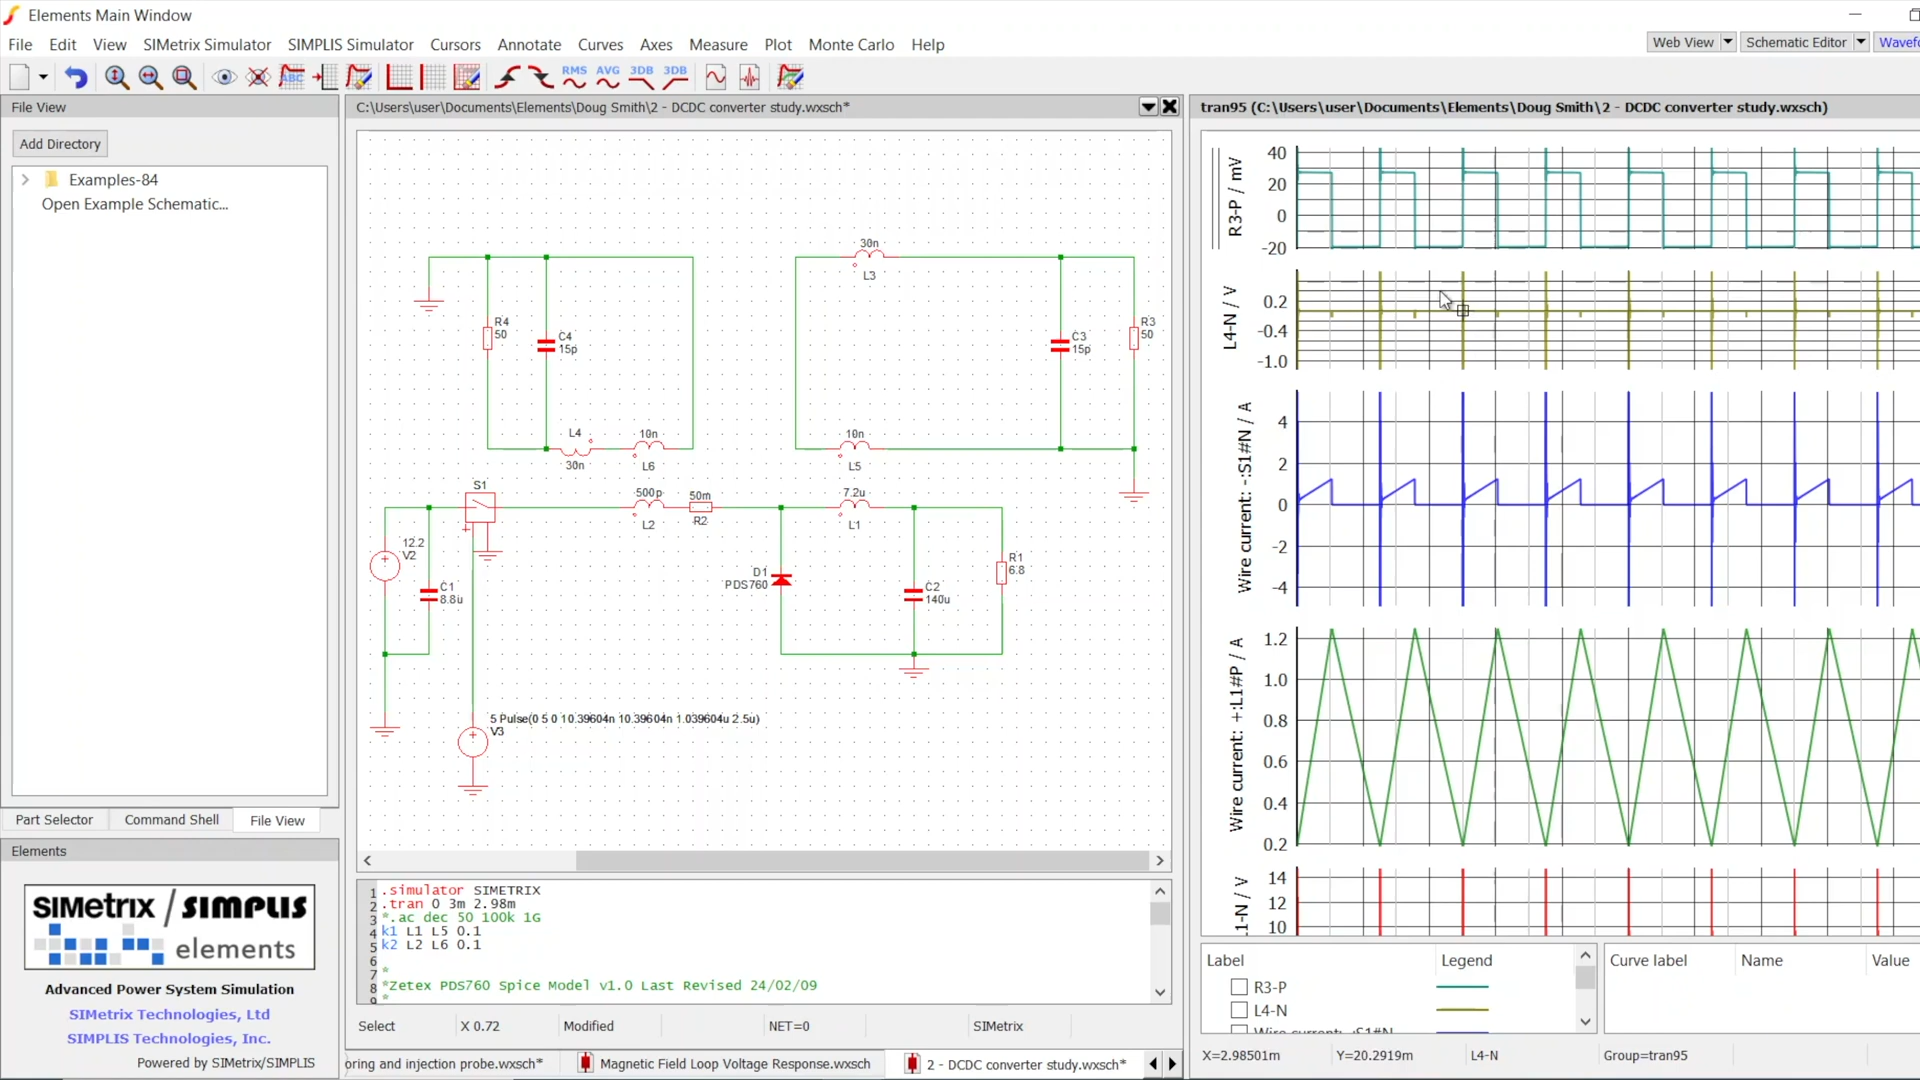 Elements Main Window
File Edit View SIMetrix Simulator SIMPLIS Simulator Cursors Annotate Curves Axes Measure Plot Monte Carlo Help
Web View Schematic Editor Wavefo
ABC RMS AVG 3DB 3DB
File View
Add Directory
Examples-84
Open Example Schematic...
Part Selector Command Shell File View
Elements
SIMetrix / SIMPLIS
elements
Advanced Power System Simulation
SIMetrix Technologies, Ltd
SIMPLIS Technologies, Inc.
Powered by SIMetrix/SIMPLIS
C:\Users\user\Documents\Elements\Doug Smith\2 - DCDC converter study.wxsch*
30n
L3
R4
50
C4
15p
C3
15p
R3
50
L4
30n
10n
L6
10n
L5
S1
500p
L2
50m
R2
7.2u
L1
12.2
V2
C1
8.8u
D1
PDS760
C2
140u
R1
6.8
5 Pulse(0 5 0 10.39604n 10.39604n 1.039604u 2.5u)
V3
1 .simulator SIMETRIX
2 .tran 0 3m 2.98m
3 *.ac dec 50 100k 1G
4 k1 L1 L5 0.1
5 k2 L2 L6 0.1
6
7 *
8 *Zetex PDS760 Spice Model v1.0 Last Revised 24/02/09
9 *
Select X 0.72 Modified NET=0 SIMetrix
oring and injection probe.wxsch* Magnetic Field Loop Voltage Response.wxsch 2 - DCDC converter study.wxsch*
tran95 (C:\Users\user\Documents\Elements\Doug Smith\2 - DCDC converter study.wxsch)
R3-P / mV
40
20
0
-20
L4-N / V
0.2
-0.4
-1.0
Wire current: -:S1#N / A
4
2
0
-2
-4
Wire current: +:L1#P / A
1.2
1.0
0.8
0.6
0.4
0.2
.1-N / V
14
12
10
Label Legend
R3-P
L4-N
Wire current: -:S1#N
Curve label Name Value
X=2.98501m Y=20.2919m L4-N Group=tran95